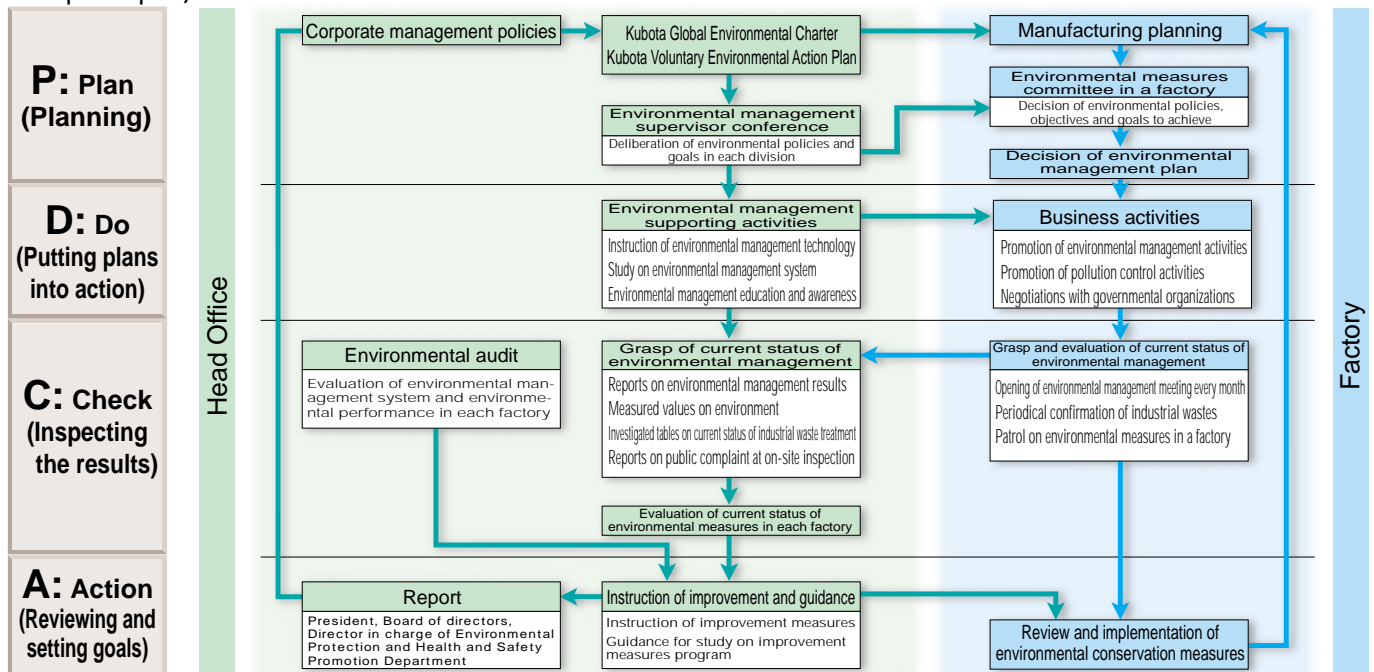 P: Plan
(Planning)
D: Do
(Putting plans
into action)
C: Check
(Inspecting
the results)
A: Action
(Reviewing and
setting goals)
Head Office
Corporate management policies
Kubota Global Environmental Charter
Kubota Voluntary Environmental Action Plan
Manufacturing planning
Environmental measures
committee in a factory
Decision of environmental policies,
objectives and goals to achieve
Environmental management
supervisor conference
Deliberation of environmental policies and
goals in each division
Decision of environmental
management plan
Environmental management
supporting activities
Instruction of environmental management technology
Study on environmental management system
Environmental management education and awareness
Business activities
Promotion of environmental management activities
Promotion of pollution control activities
Negotiations with governmental organizations
Environmental audit
Evaluation of environmental man-
agement system and environme-
ntal performance in each factory
Grasp of current status of
environmental management
Reports on environmental management results
Measured values on environment
Investigated tables on current status of industrial waste treatment
Reports on public complaint at on-site inspection
Grasp and evaluation of current status of
environmental management
Opening of environmental management meeting every month
Periodical confirmation of industrial wastes
Patrol on environmental measures in a factory
Evaluation of current status of
environmental measures in each factory
Report
President, Board of directors,
Director in charge of Environmental
Protection and Health and Safety
Promotion Department
Instruction of improvement and guidance
Instruction of improvement measures
Guidance for study on improvement
measures program
Review and implementation of
environmental conservation measures
Factory